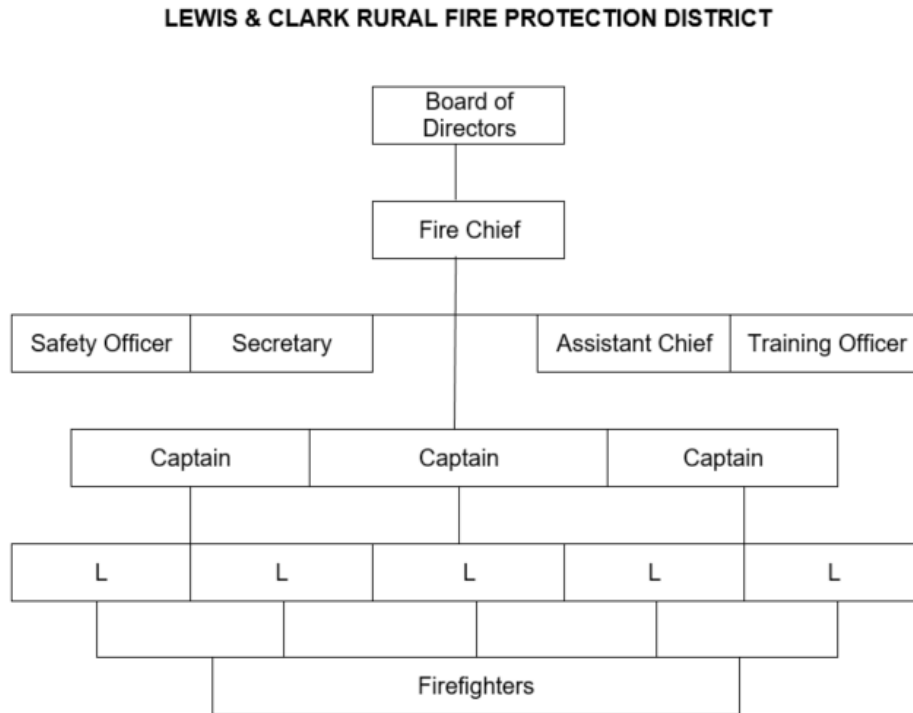 LEWIS & CLARK RURAL FIRE PROTECTION DISTRICT
Board of
Directors
Fire Chief
Safety Officer Secretary Assistant Chief Training Officer
Captain Captain Captain
L L L L L
Firefighters